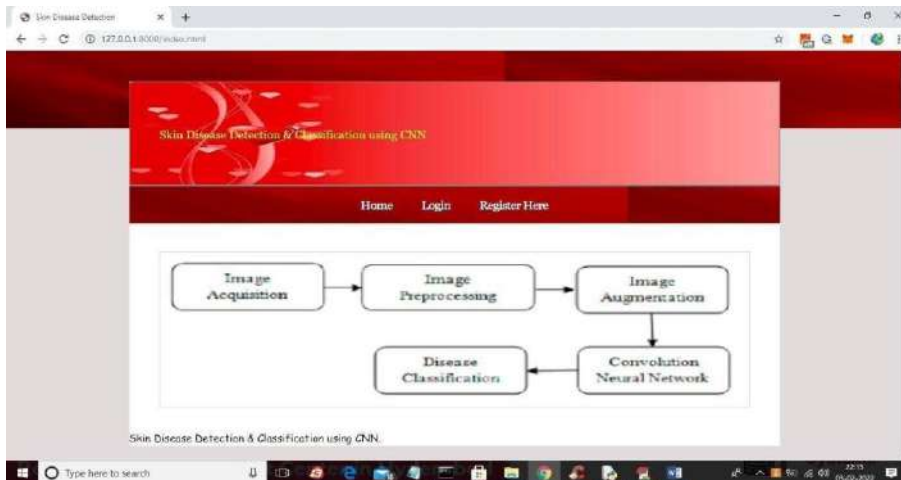 Skin Disease Detection
127.0.0.1:8000/index.html
Skin Disease Detection & Classification using CNN
Home Login Register Here
Image
Acquisition
Image
Preprocessing
Image
Augmentation
Disease
Classification
Convolution
Neural Network
Skin Disease Detection & Classification using CNN.
Type here to search
22:15